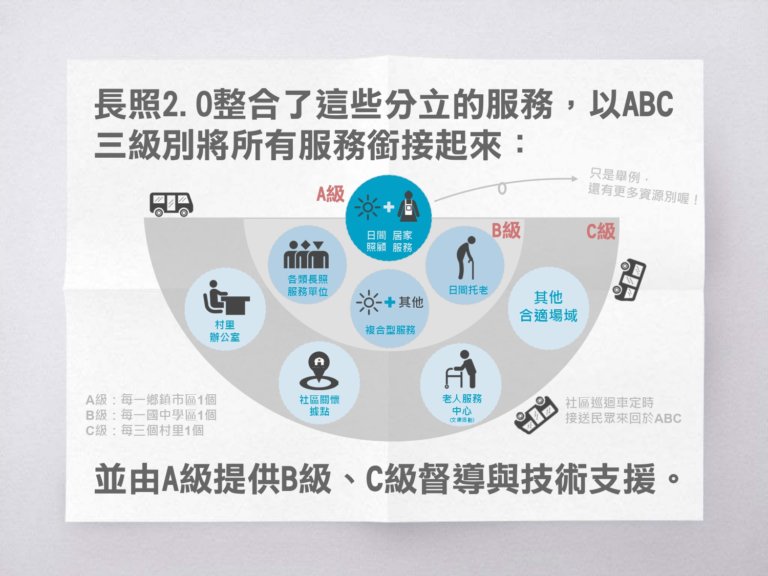 長照2.0整合了這些分立的服務，以ABC
三級別將所有服務銜接起來：
只是舉例，
還有更多資源別喔！
A級
日間 居家
照顧 服務
B級
C級
各類長照
服務單位
日間托老
其他
複合型服務
村里
辦公室
其他
合適場域
社區關懷
據點
老人服務
中心
(文康活動)
A級：每一鄉鎮市區1個
B級：每一國中學區1個
C級：每三個村里1個
社區巡迴車定時
接送民眾來回於ABC
並由A級提供B級、C級督導與技術支援。